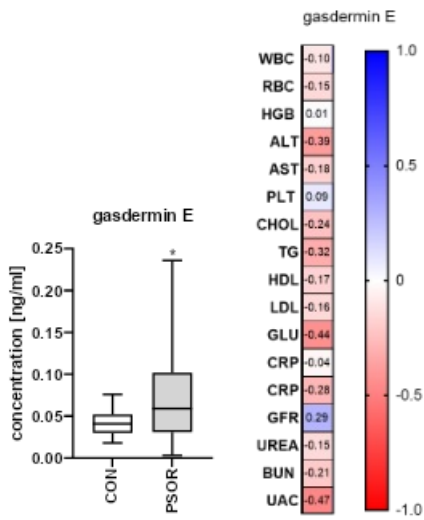 gasdermin E
WBC -0.10
RBC -0.15
HGB 0.01
ALT -0.39
AST -0.18
PLT 0.09
CHOL -0.24
TG -0.32
HDL -0.17
LDL -0.16
GLU -0.44
CRP -0.04
CRP -0.28
GFR 0.29
UREA -0.15
BUN -0.21
UAC -0.47
1.0
0.5
0
-0.5
-1.0
gasdermin E
concentration [ng/ml]
0.25
0.20
0.15
0.10
0.05
0.00
*
CON
PSOR